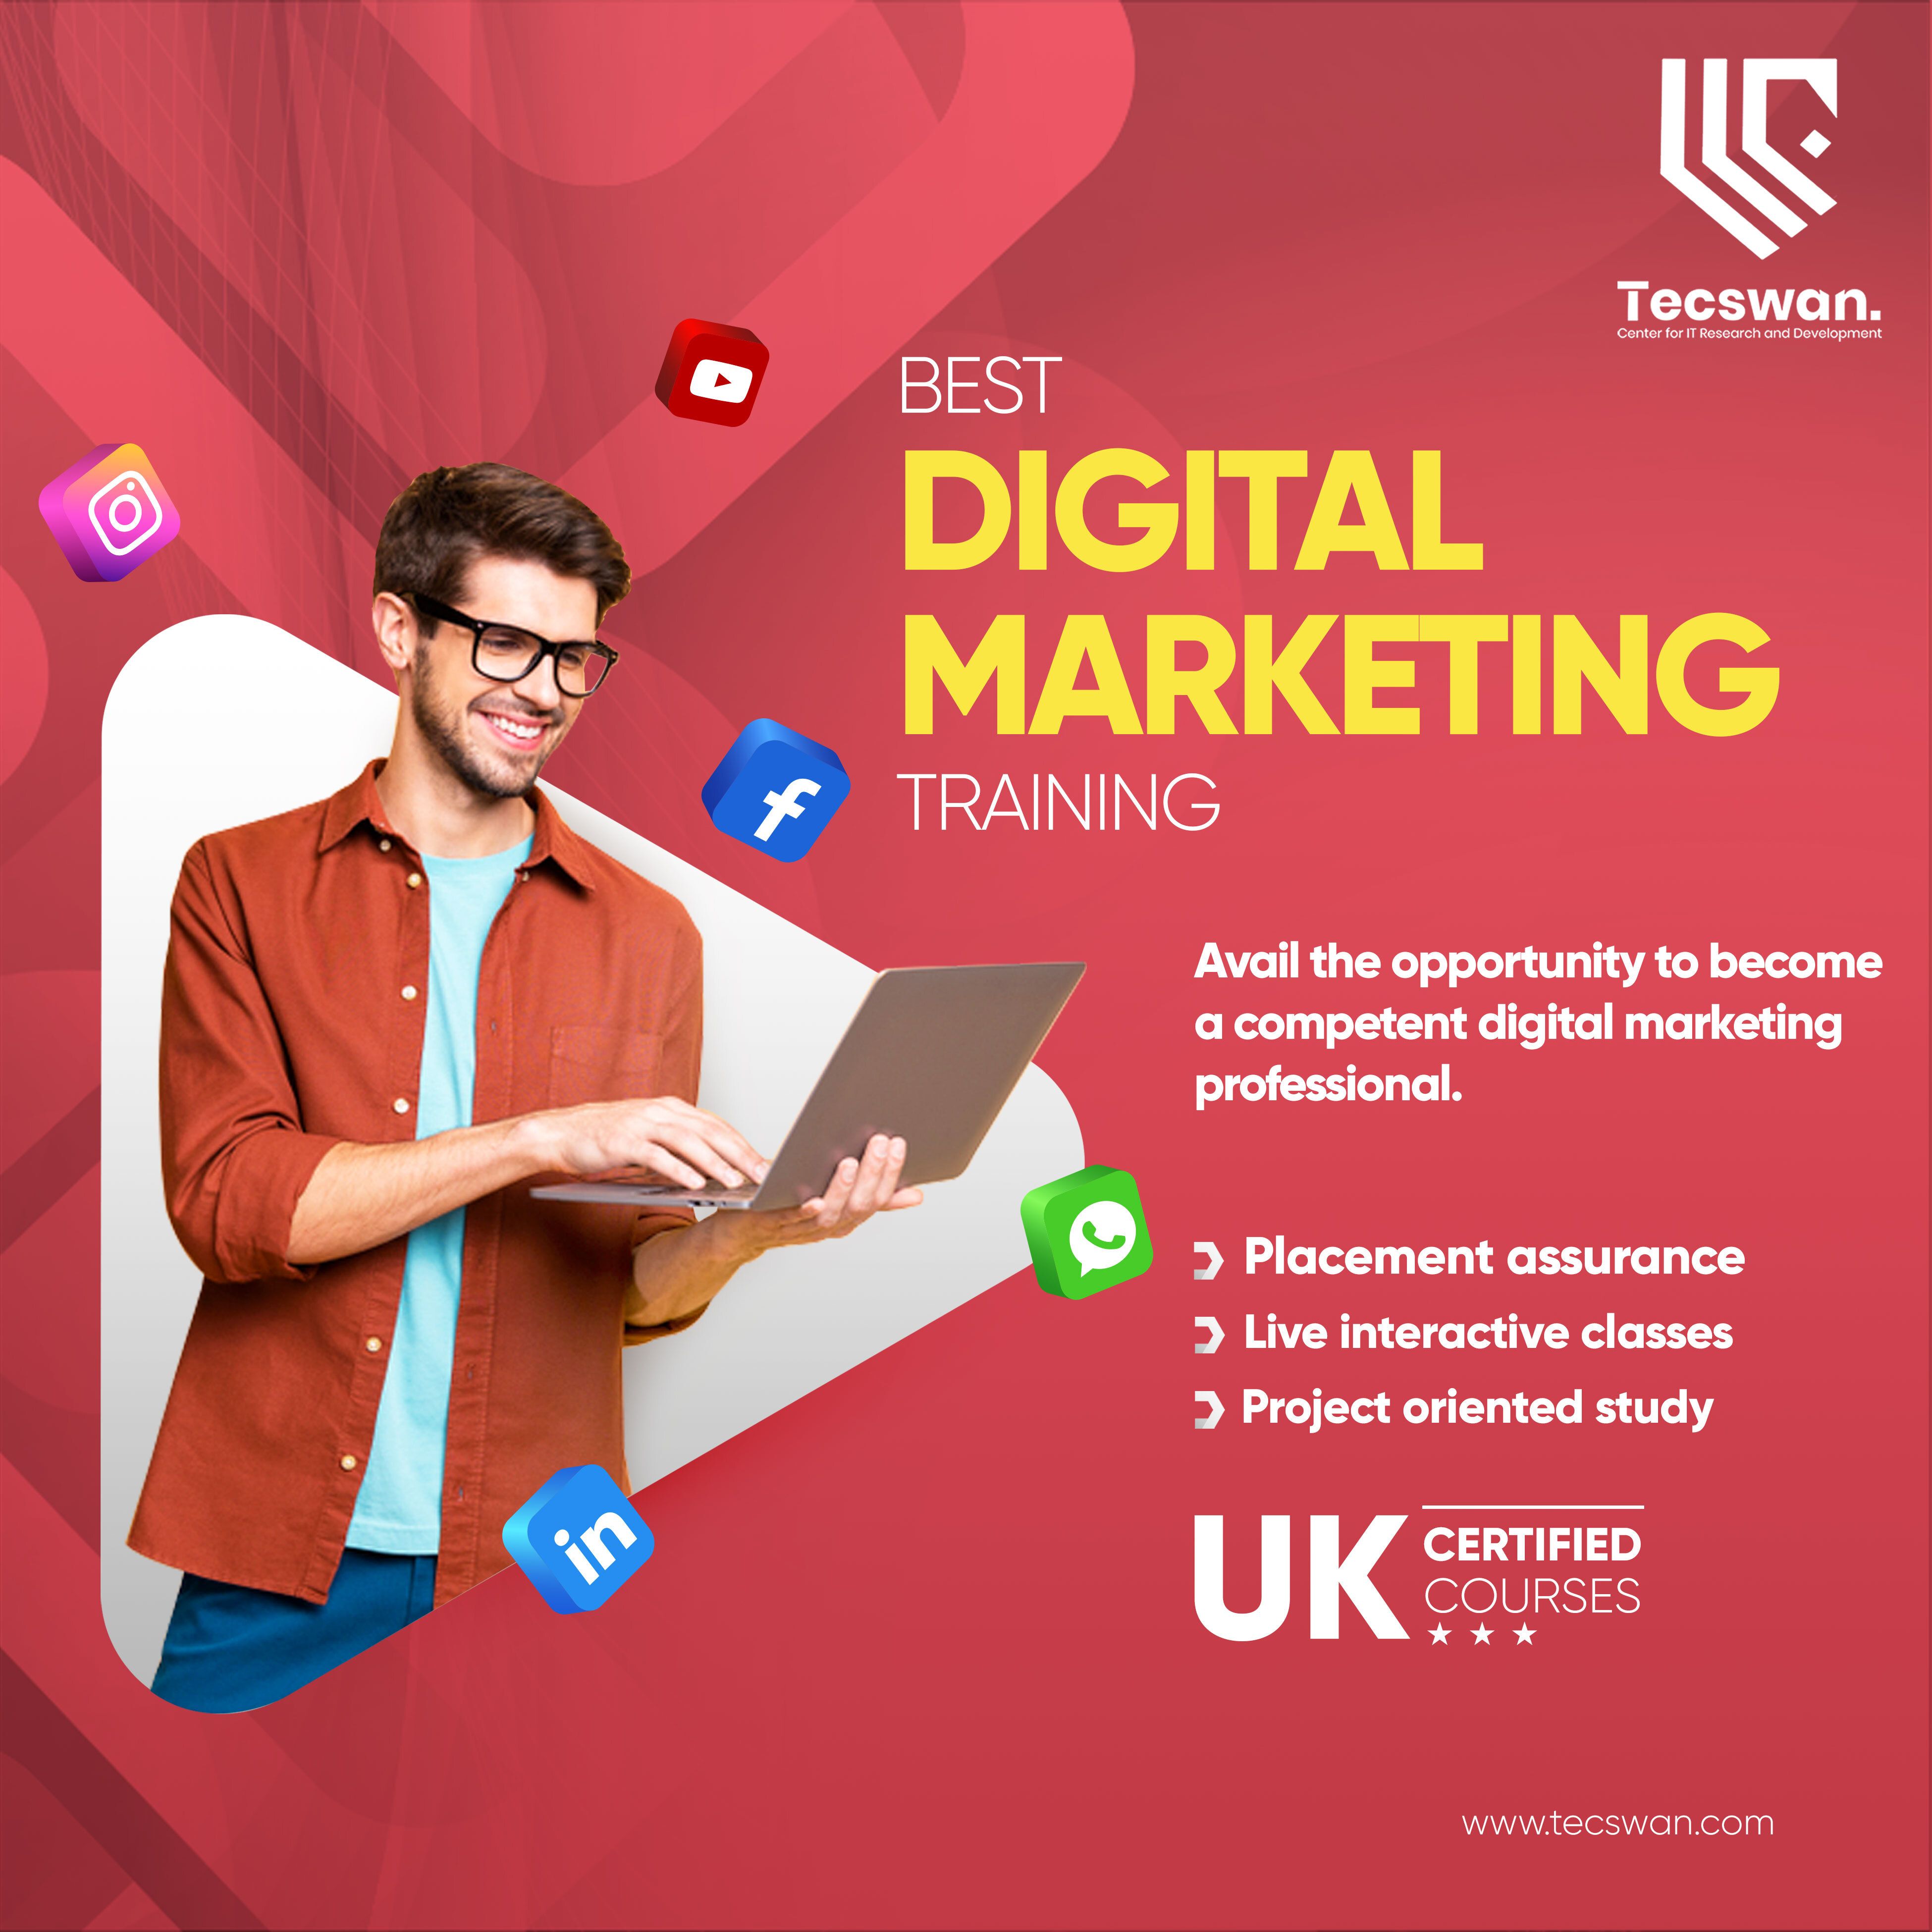 Tecswan.
Center for IT Research and Development
BEST
DIGITAL
MARKETING
TRAINING
Avail the opportunity to become
a competent digital marketing
professional.
Placement assurance
Live interactive classes
Project oriented study
UK CERTIFIED
COURSES
in
www.tecswan.com